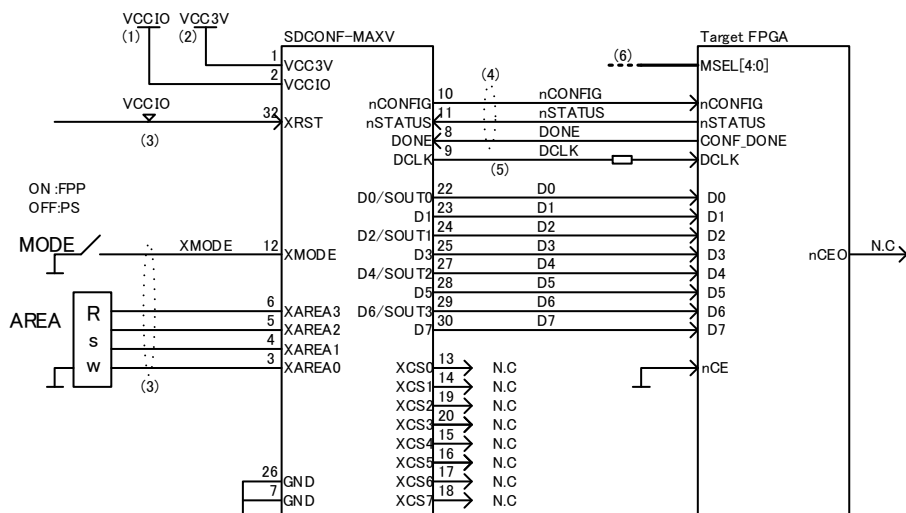 VCCIO VCC3V
(1) (2)
SDCONF-MAXV
Target FPGA
1 VCC3V
2 VCCIO
(6) MSEL[4:0]
(4)
VCCIO
(3)
32 XRST
nCONFIG 10 nCONFIG nCONFIG
nSTATUS 11 nSTATUS nSTATUS
DONE 8 DONE CONF_DONE
DCLK 9 DCLK DCLK
(5)
ON :FPP
OFF:PS
D0/SOUT0 22 D0 D0
D1 23 D1 D1
D2/SOUT1 24 D2 D2
MODE XMODE 12 XMODE
D3 25 D3 D3
nCEO N.C
D4/SOUT2 27 D4 D4
D5 28 D5 D5
D6/SOUT3 29 D6 D6
D7 30 D7 D7
AREA
R
s
w
6 XAREA3
5 XAREA2
4 XAREA1
3 XAREA0
(3)
XCS0 13 N.C
XCS1 14 N.C
XCS2 19 N.C
XCS3 20 N.C
XCS4 15 N.C
XCS5 16 N.C
XCS6 17 N.C
XCS7 18 N.C
nCE
26 GND
7 GND